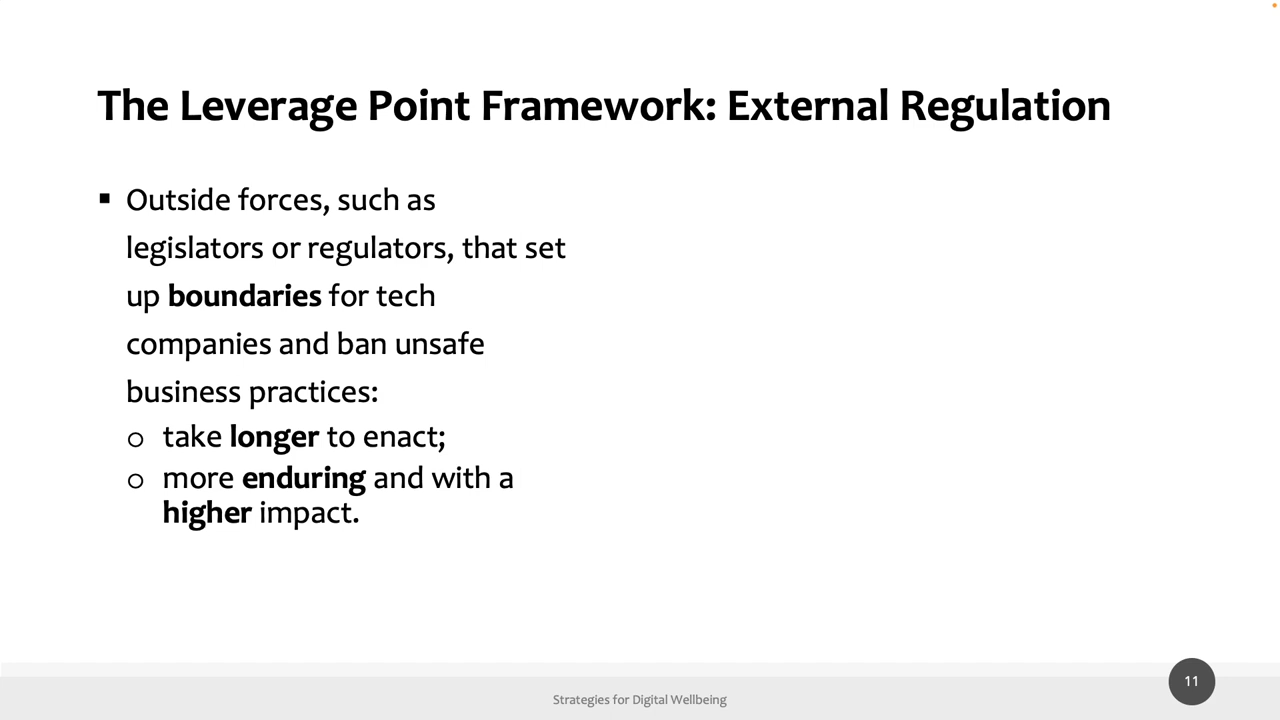 The Leverage Point Framework: External Regulation
▪ Outside forces, such as
legislators or regulators, that set
up boundaries for tech
companies and ban unsafe
business practices:
o take longer to enact;
o more enduring and with a
higher impact.
Strategies for Digital Wellbeing
11